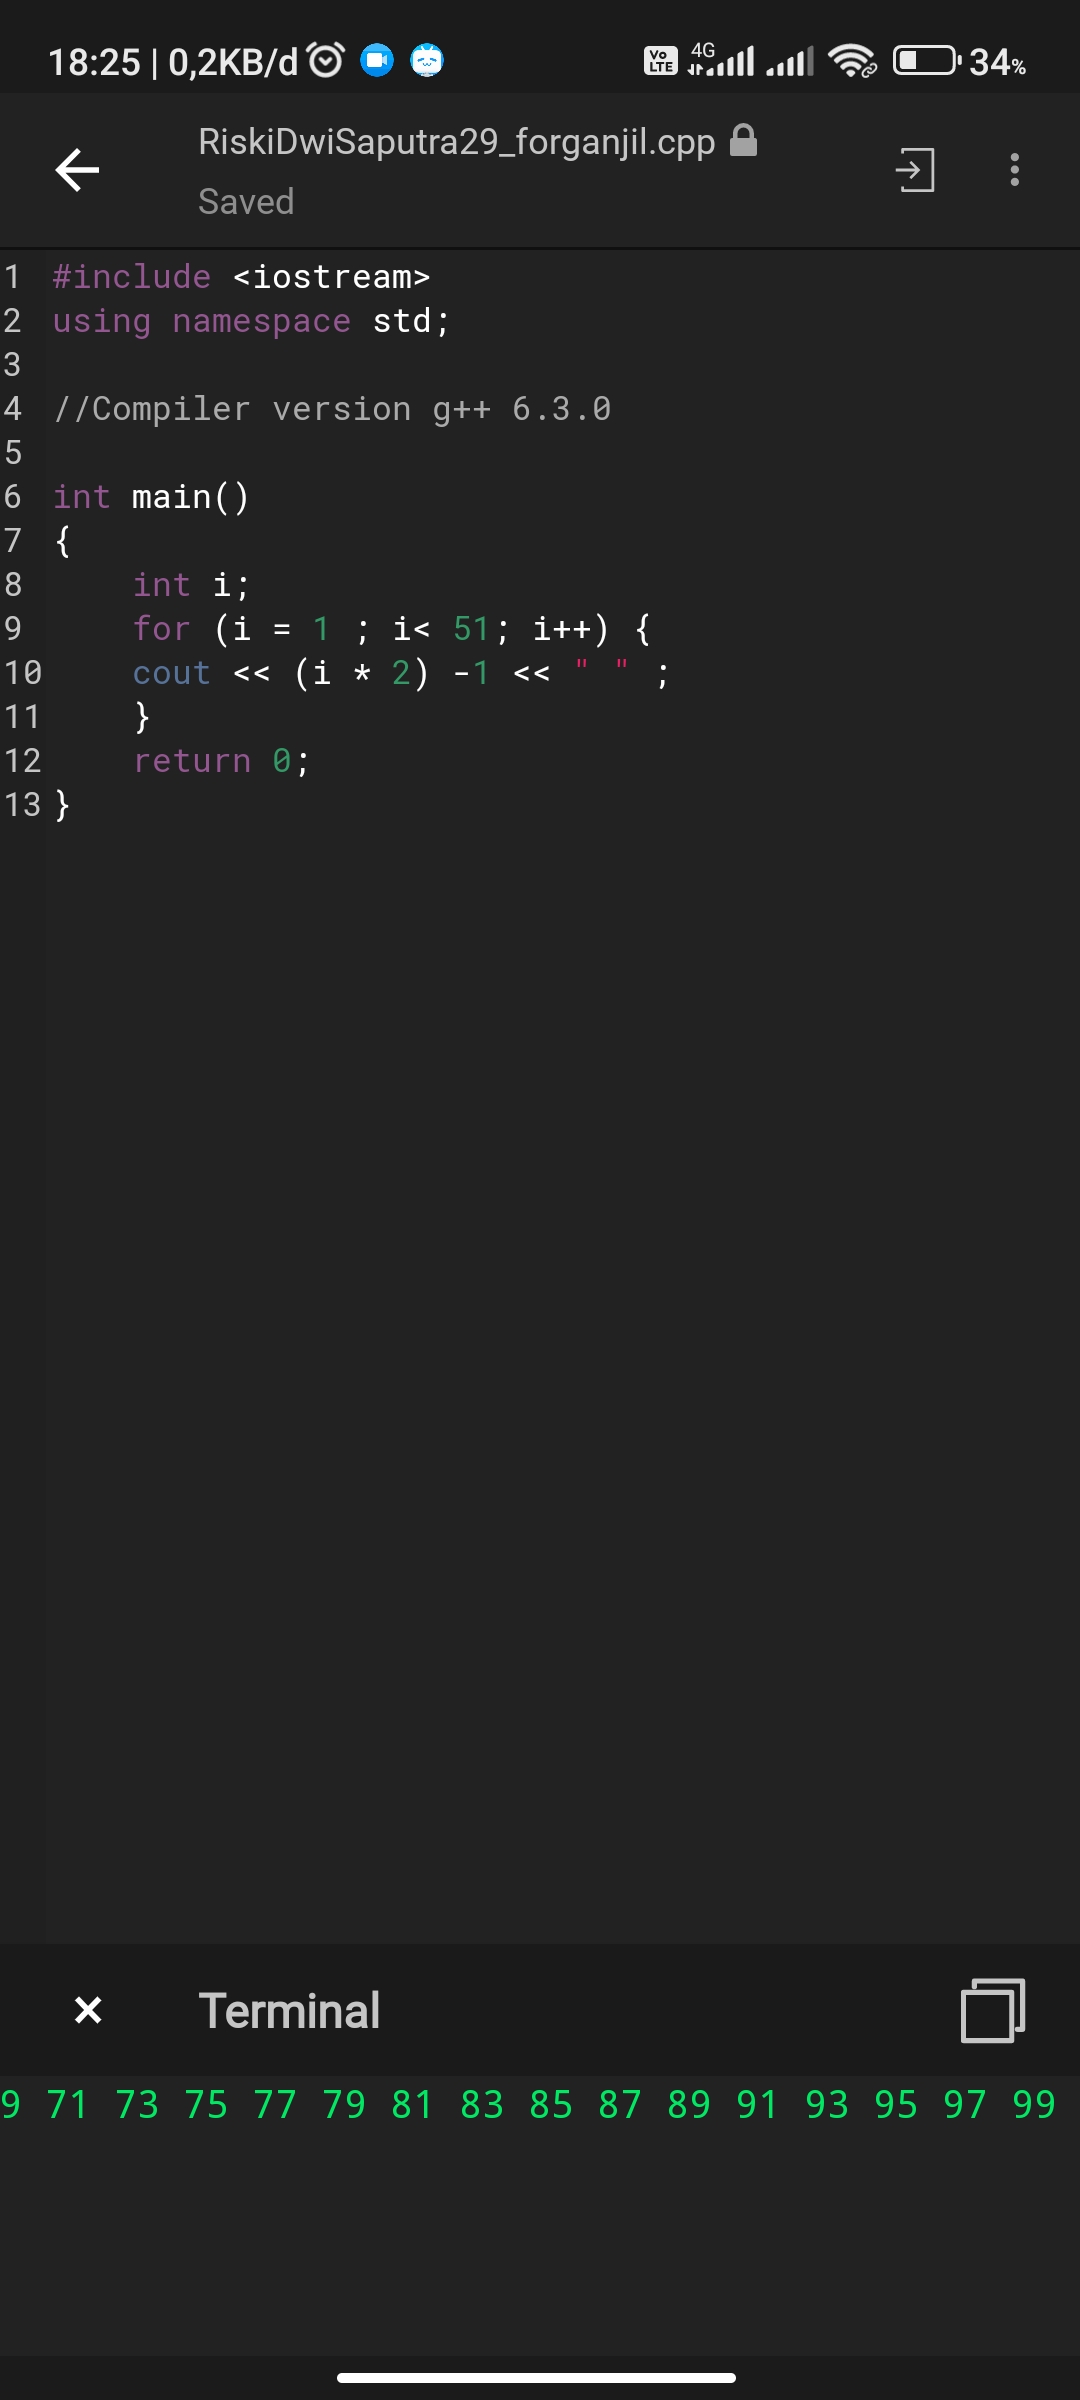 18:25 | 0,2KB/d Vo LTE 4G 34%
RiskiDwiSaputra29_forganjil.cpp
Saved
1 #include <iostream>
2 using namespace std;
3
4 //Compiler version g++ 6.3.0
5
6 int main()
7 {
8     int i;
9     for (i = 1 ; i< 51; i++) {
10     cout << (i * 2) -1 << " " ;
11     }
12     return 0;
13 }
× Terminal
9 71 73 75 77 79 81 83 85 87 89 91 93 95 97 99